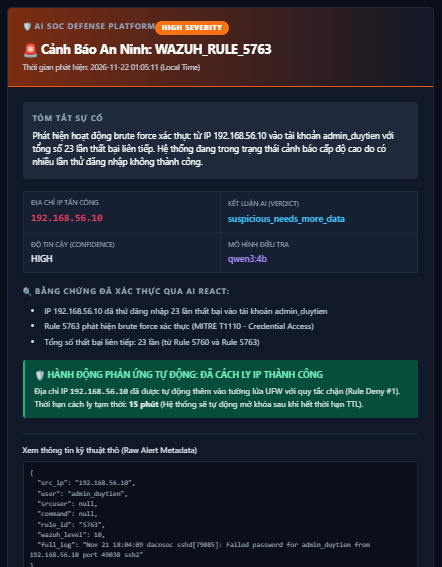 🛡️ AI SOC DEFENSE PLATFORM HIGH SEVERITY
🚨 Cảnh Báo An Ninh: WAZUH_RULE_5763
Thời gian phát hiện: 2026-11-22 01:05:11 (Local Time)
TÓM TẮT SỰ CỐ
Phát hiện hoạt động brute force xác thực từ IP 192.168.56.10 vào tài khoản admin_duytien với
tổng số 23 lần thất bại liên tiếp. Hệ thống đang trong trạng thái cảnh báo cấp độ cao do có
nhiều lần thử đăng nhập không thành công.
ĐỊA CHỈ IP TẤN CÔNG
192.168.56.10
KẾT LUẬN AI (VERDICT)
suspicious_needs_more_data
ĐỘ TIN CẬY (CONFIDENCE)
HIGH
MÔ HÌNH ĐIỀU TRA
qwen3:4b
🔍 BẰNG CHỨNG ĐÃ XÁC THỰC QUA AI REACT:
• IP 192.168.56.10 đã thử đăng nhập 23 lần thất bại vào tài khoản admin_duytien
• Rule 5763 phát hiện brute force xác thực (MITRE T1110 - Credential Access)
• Tổng số thất bại liên tiếp: 23 lần (từ Rule 5760 và Rule 5763)
🛡️ HÀNH ĐỘNG PHẢN ỨNG TỰ ĐỘNG: ĐÃ CÁCH LY IP THÀNH CÔNG
Địa chỉ IP 192.168.56.10 đã được tự động thêm vào tường lửa UFW với quy tắc chặn (Rule Deny #1).
Thời hạn cách ly tạm thời: 15 phút (Hệ thống sẽ tự động mở khóa sau khi hết thời hạn TTL).
Xem thông tin kỹ thuật thô (Raw Alert Metadata)
{
"src_ip": "192.168.56.10",
"user": "admin_duytien",
"srcuser": null,
"command": null,
"rule_id": "5763",
"wazuh_level": 10,
"full_log": "Nov 21 18:04:09 dacnsoc sshd[79085]: Failed password for admin_duytien from
192.168.56.10 port 49038 ssh2"
}